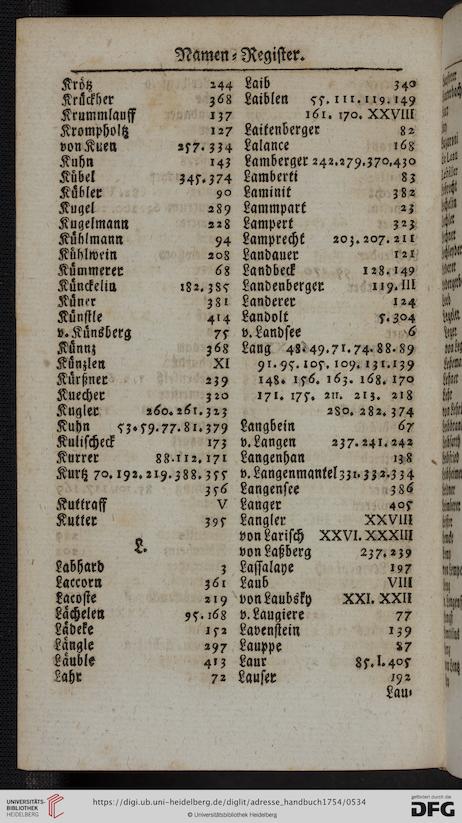 Namen-Register.
Krötz 244
Krückher 368
Krummlauff 137
Krompholtz 127
von Kuen 257. 334
Kuhn 143
Kübel 345. 374
Kübler 90
Kugel 289
Kugelmann 228
Kühlmann 94
Kühlwein 208
Kümmerer 68
Künckelin 182. 385
Küner 381
Künstle 414
v. Künsberg 75
Künnz 368
Künzlen XI
Kürßner 239
Kuecher 320
Kugler 260. 261. 323
Kuhn 53. 59. 77. 81. 379
Kulischeck 173
Kurrer 88. 112. 171
Kurtz 70. 192. 219. 388. 355
356
Kuttraff V
Kutter 395
L.
Labhard 3
Laccorn 361
Lacoste 219
Lächelen 95. 168
Lädeke 152
Längle 297
Läuble 413
Lahr 72
Laib 340
Laiblen 55. 111. 119. 149
161. 170. XXVIII
Laitenberger 82
Lalance 168
Lamberger 242. 279. 370. 430
Lamberti 83
Laminit 382
Lammpart 23
Lampert 323
Lamprecht 203. 207. 211
Landauer 121
Landbeck 128. 149
Landenberger 119. III
Landerer 124
Landolt 5. 304
v. Landsee 6
Lang 48. 49. 71. 74. 88. 89
91. 95. 105. 109. 131. 139
148. 156. 163. 168. 170
171. 175. 211. 213. 218
280. 282. 374
Langbein 67
v. Langen 237. 241. 242
Langenhan 138
v. Langenmantel 331. 332. 334
Langensee 386
Langer 405
Langler XXVIII
von Larisch XXVI. XXXIII
von Laßberg 237. 239
Lassalaye 197
Laub VIII
von Laubsky XXI. XXII
v. Laugiere 77
Lavenstein 139
Lauppe 87
Laur 85. I. 405
Lauser 192
Lau-
UNIVERSITÄTS-
BIBLIOTHEK
HEIDELBERG
https://digi.ub.uni-heidelberg.de/diglit/adresse_handbuch1754/0534
© Universitätsbibliothek Heidelberg
gefördert durch die
DFG